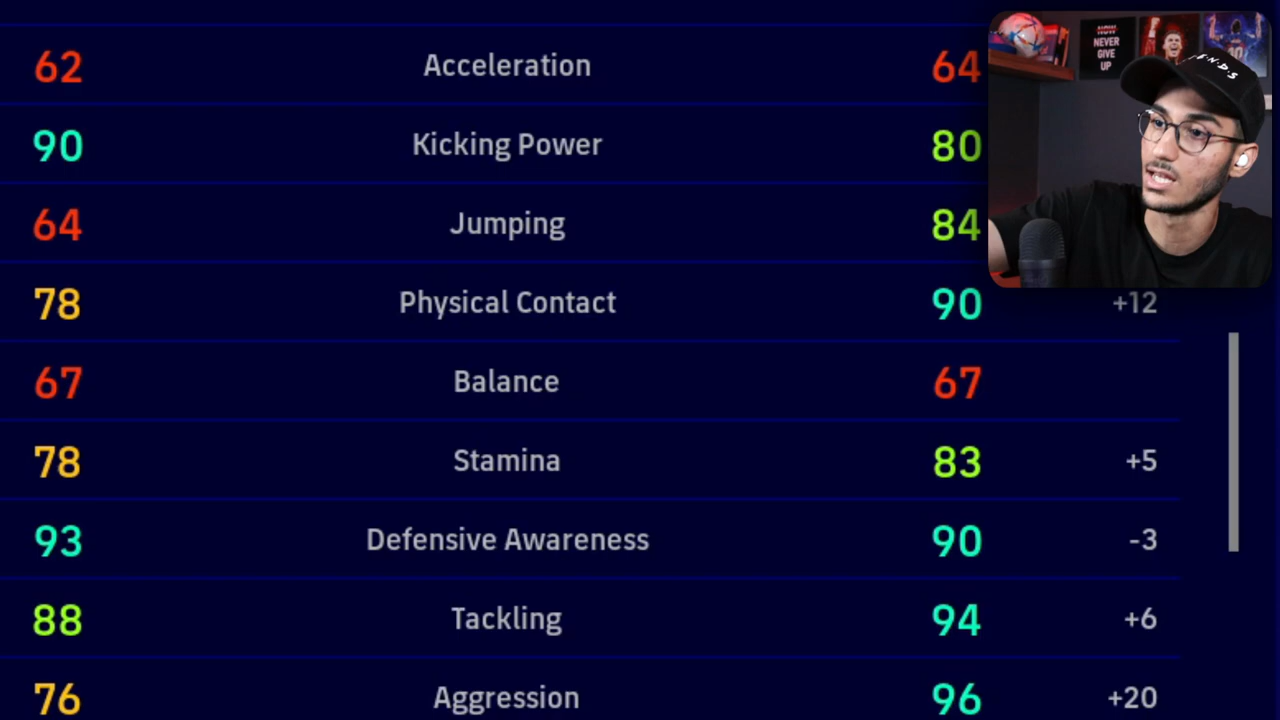 62 Acceleration 64
90 Kicking Power 80
64 Jumping 84
78 Physical Contact 90 +12
67 Balance 67
78 Stamina 83 +5
93 Defensive Awareness 90 -3
88 Tackling 94 +6
76 Aggression 96 +20
NOW
NEVER
GIVE
UP
10